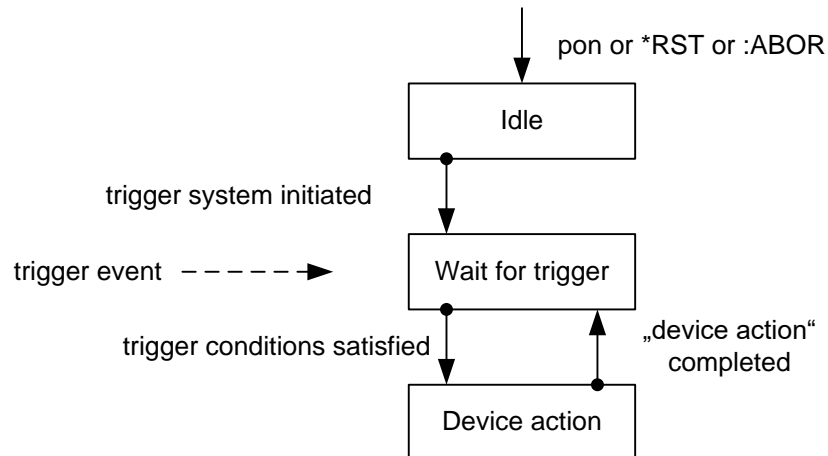 pon or *RST or :ABOR
Idle
trigger system initiated
trigger event
Wait for trigger
trigger conditions satisfied
„device action“
completed
Device action